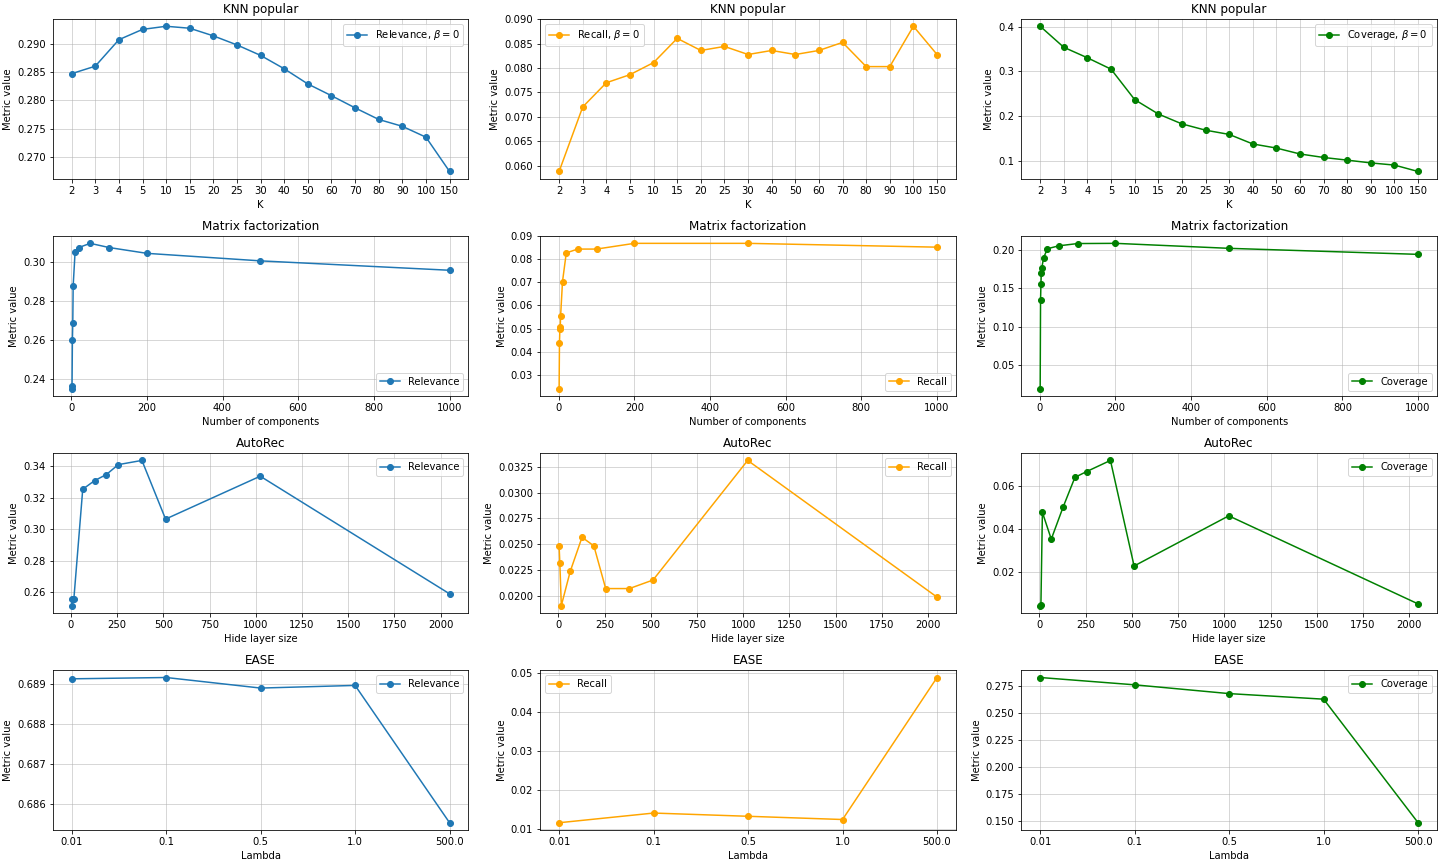 KNN popular
Metric value
0.290
0.285
0.280
0.275
0.270
Relevance, β = 0
2 3 4 5 10 15 20 25 30 40 50 60 70 80 90 100 150
K
KNN popular
Metric value
0.090
0.085
0.080
0.075
0.070
0.065
0.060
Recall, β = 0
2 3 4 5 10 15 20 25 30 40 50 60 70 80 90 100 150
K
KNN popular
Metric value
0.4
0.3
0.2
0.1
Coverage, β = 0
2 3 4 5 10 15 20 25 30 40 50 60 70 80 90 100 150
K
Matrix factorization
Metric value
0.30
0.28
0.26
0.24
Relevance
0 200 400 600 800 1000
Number of components
Matrix factorization
Metric value
0.09
0.08
0.07
0.06
0.05
0.04
0.03
Recall
0 200 400 600 800 1000
Number of components
Matrix factorization
Metric value
0.20
0.15
0.10
0.05
Coverage
0 200 400 600 800 1000
Number of components
AutoRec
Metric value
0.34
0.32
0.30
0.28
0.26
Relevance
0 250 500 750 1000 1250 1500 1750 2000
Hide layer size
AutoRec
Metric value
0.0325
0.0300
0.0275
0.0250
0.0225
0.0200
Recall
0 250 500 750 1000 1250 1500 1750 2000
Hide layer size
AutoRec
Metric value
0.06
0.04
0.02
Coverage
0 250 500 750 1000 1250 1500 1750 2000
Hide layer size
EASE
Metric value
0.689
0.688
0.687
0.686
Relevance
0.01 0.1 0.5 1.0 500.0
Lambda
EASE
Metric value
0.05
0.04
0.03
0.02
0.01
Recall
0.01 0.1 0.5 1.0 500.0
Lambda
EASE
Metric value
0.275
0.250
0.225
0.200
0.175
0.150
Coverage
0.01 0.1 0.5 1.0 500.0
Lambda